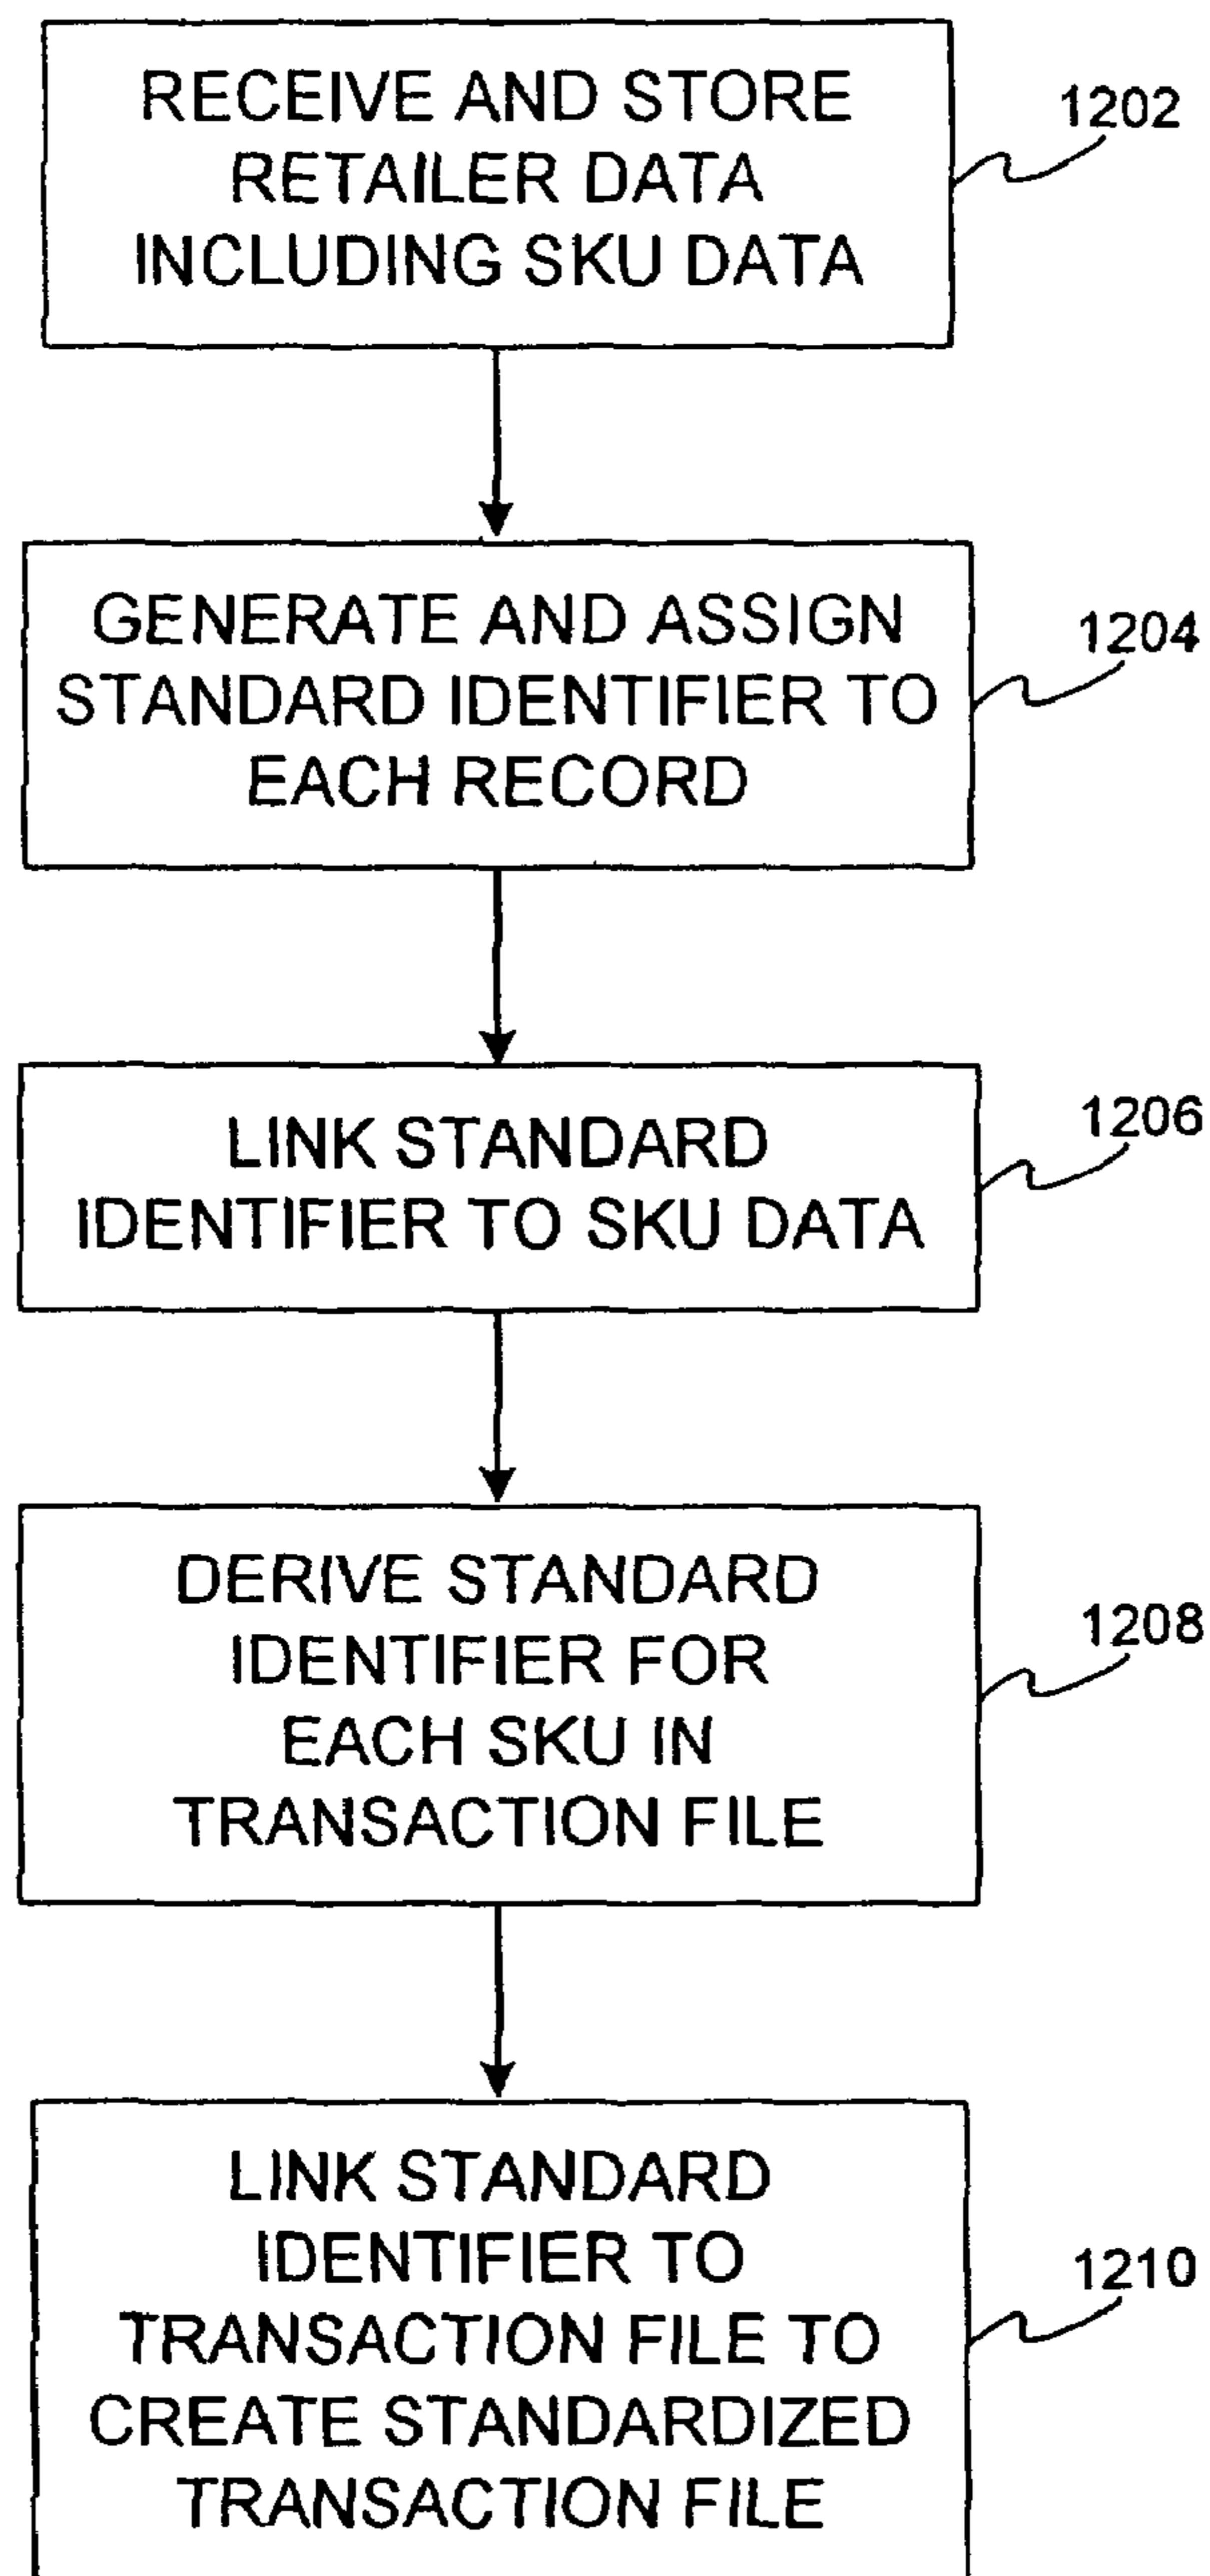 RECEIVE AND STORE
RETAILER DATA
INCLUDING SKU DATA
1202
GENERATE AND ASSIGN
STANDARD IDENTIFIER TO
EACH RECORD
1204
LINK STANDARD
IDENTIFIER TO SKU DATA
1206
DERIVE STANDARD
IDENTIFIER FOR
EACH SKU IN
TRANSACTION FILE
1208
LINK STANDARD
IDENTIFIER TO
TRANSACTION FILE TO
CREATE STANDARDIZED
TRANSACTION FILE
1210